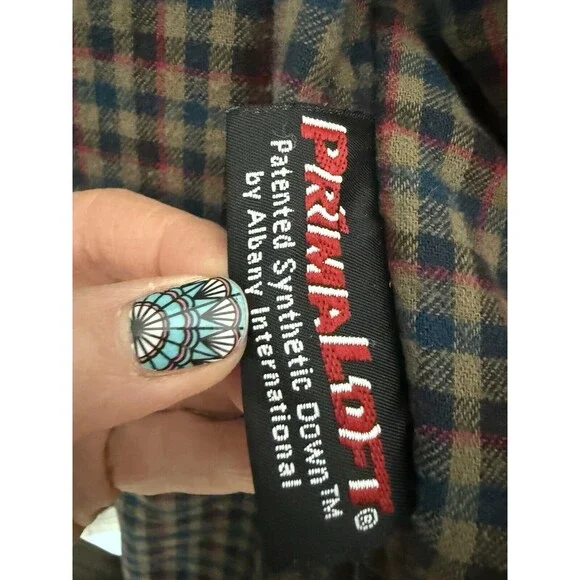 PRIMALOFT®
Patented Synthetic Down™
by Albany International